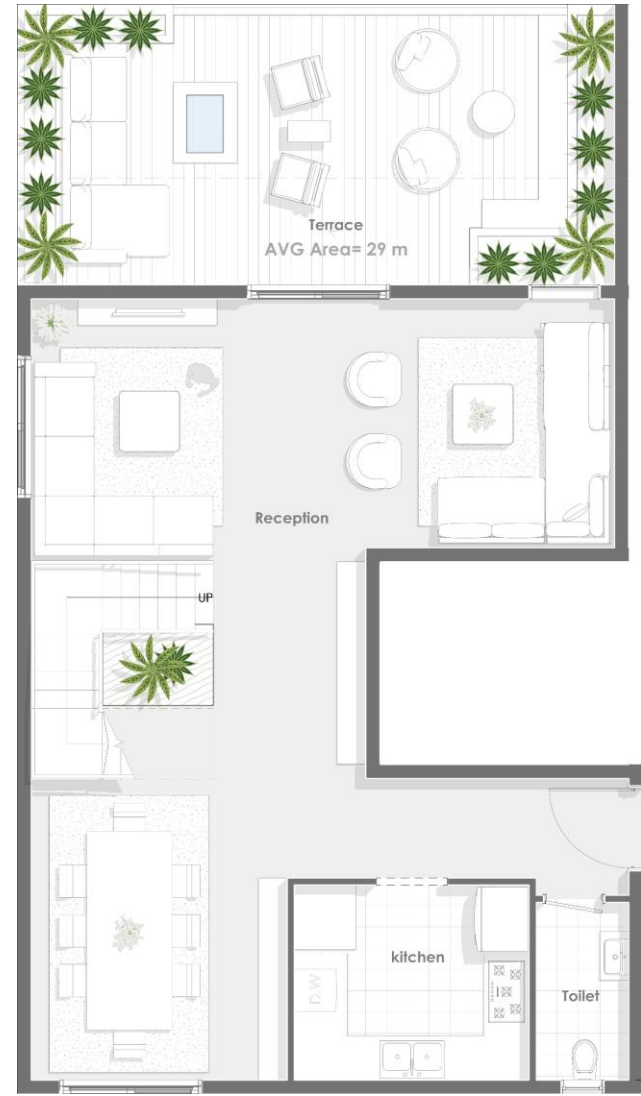 Terrace
AVG Area= 29 m
Reception
UP
kitchen
D.W
Toilet